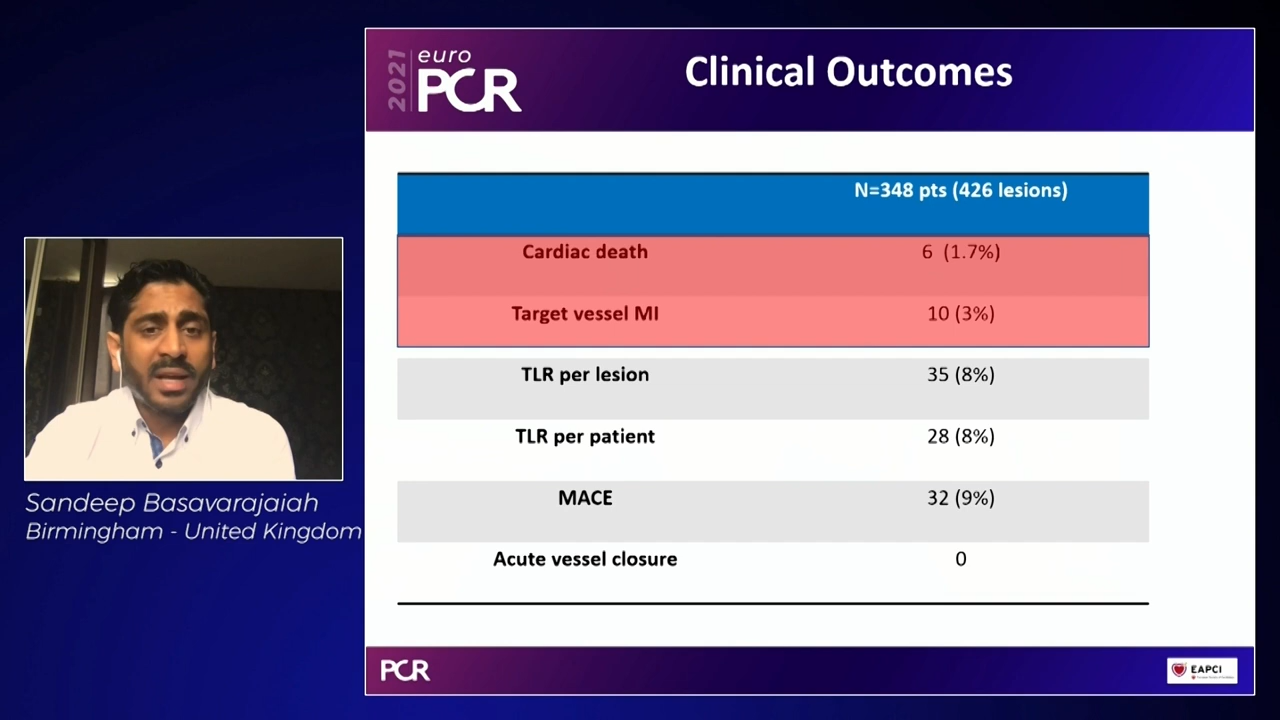 2021 euro
PCR
Clinical Outcomes
N=348 pts (426 lesions)
Cardiac death 6 (1.7%)
Target vessel MI 10 (3%)
TLR per lesion 35 (8%)
TLR per patient 28 (8%)
MACE 32 (9%)
Acute vessel closure 0
Sandeep Basavarajaiah
Birmingham - United Kingdom
PCR
EAPCI